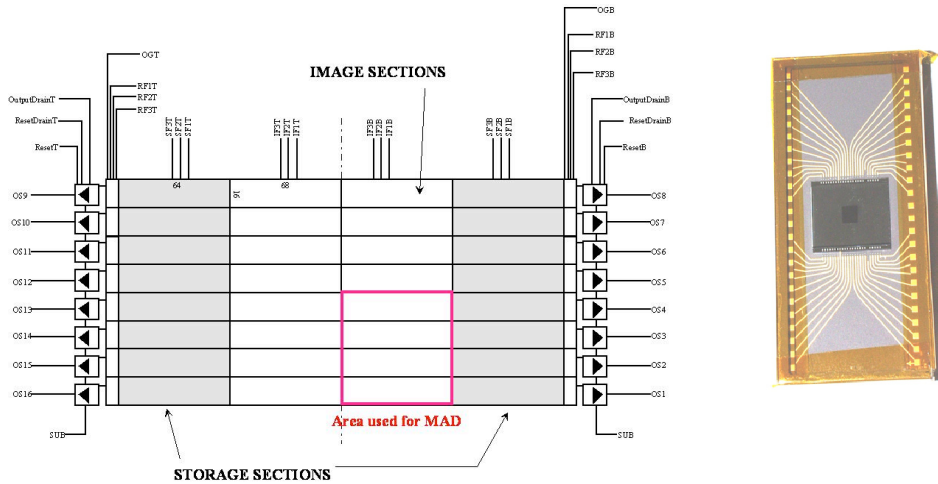 OGB
RF1B
RF2B
RF3B
OGT
IMAGE SECTIONS
RF1T
RF2T
RF3T
OutputDrainT
ResetDrainT
ResetT
SF3T
SF2T
SF1T
IF3T
IF2T
IF1T
IF3B
IF2B
IF1B
SF3B
SF2B
SF1B
OutputDrainB
ResetDrainB
ResetB
64
68
16
OS9
OS8
OS10
OS7
OS11
OS6
OS12
OS5
OS13
OS4
OS14
OS3
OS15
OS2
OS16
OS1
Area used for MAD
SUB
SUB
STORAGE SECTIONS